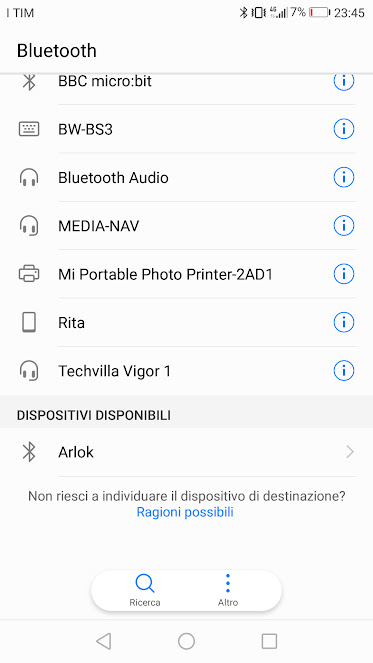 I TIM
4G
7%
23:45
Bluetooth
BBC micro:bit
BW-BS3
Bluetooth Audio
MEDIA-NAV
Mi Portable Photo Printer-2AD1
Rita
Techvilla Vigor 1
DISPOSITIVI DISPONIBILI
Arlok
Non riesci a individuare il dispositivo di destinazione?
Ragioni possibili
Ricerca
Altro